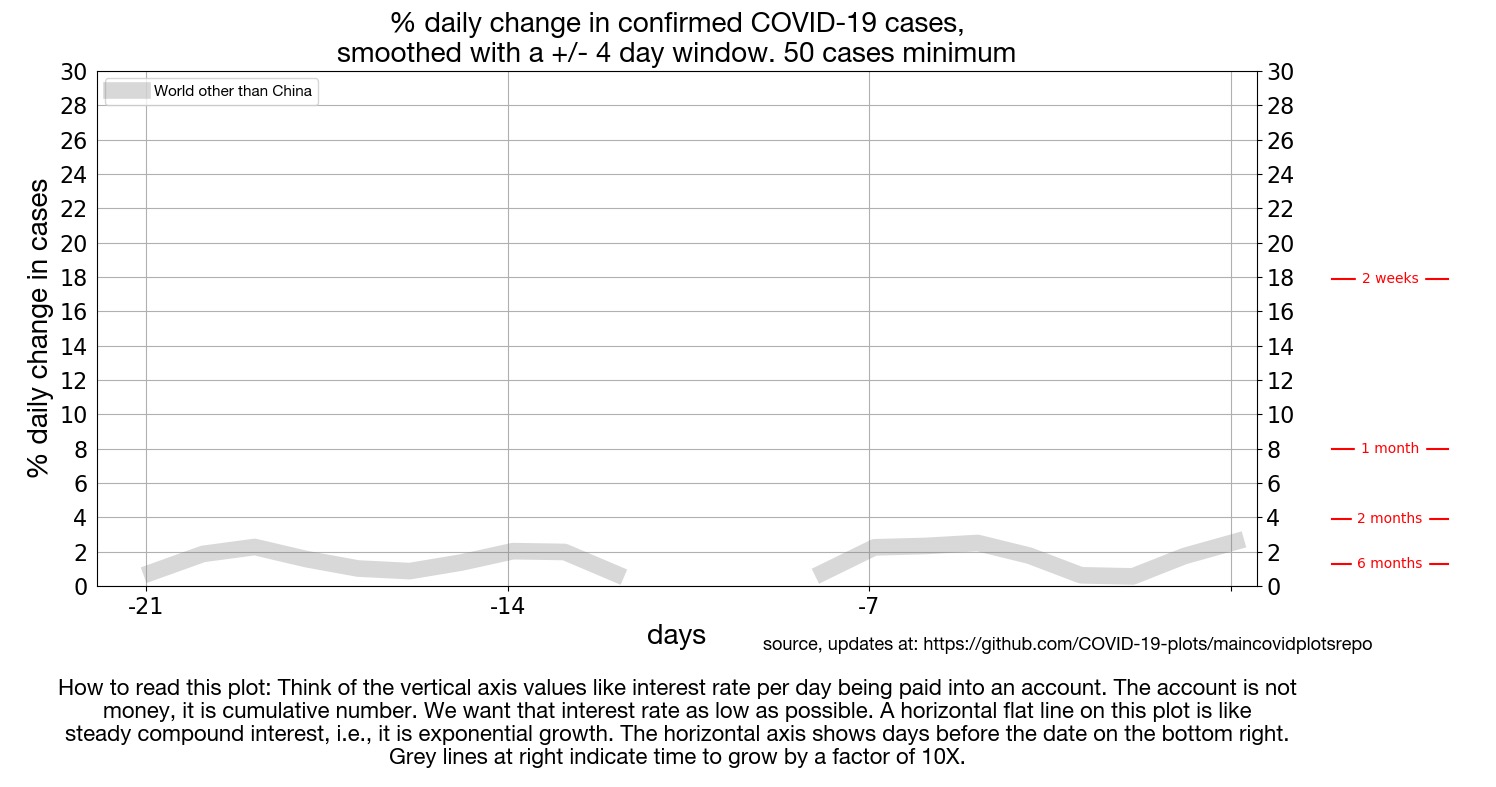 % daily change in confirmed COVID-19 cases,
smoothed with a +/- 4 day window. 50 cases minimum
World other than China
% daily change in cases
30
28
26
24
22
20
18
16
14
12
10
8
6
4
2
0
30
28
26
24
22
20
18
16
14
12
10
8
6
4
2
0
2 weeks
1 month
2 months
6 months
-21
-14
-7
days
source, updates at: https://github.com/COVID-19-plots/maincovidplotsrepo
How to read this plot: Think of the vertical axis values like interest rate per day being paid into an account. The account is not
money, it is cumulative number. We want that interest rate as low as possible. A horizontal flat line on this plot is like
steady compound interest, i.e., it is exponential growth. The horizontal axis shows days before the date on the bottom right.
Grey lines at right indicate time to grow by a factor of 10X.